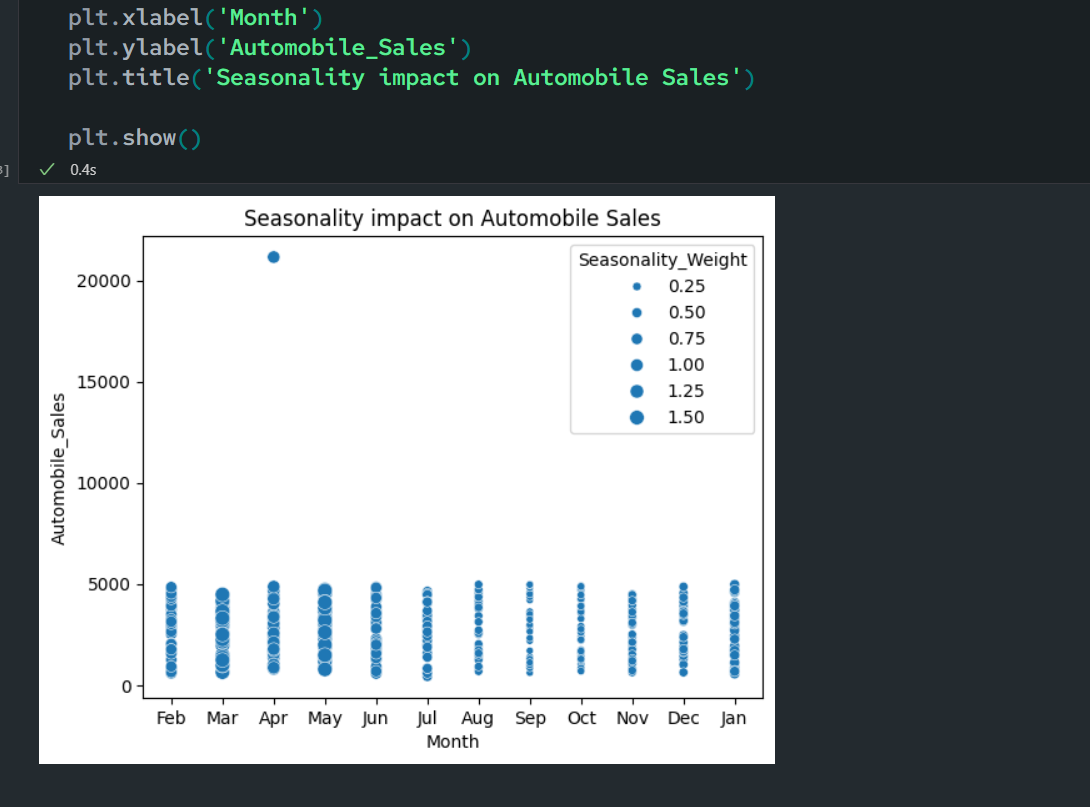 plt.xlabel('Month')
plt.ylabel('Automobile_Sales')
plt.title('Seasonality impact on Automobile Sales')
plt.show()
✓ 0.4s
Seasonality impact on Automobile Sales
Seasonality_Weight
0.25
0.50
0.75
1.00
1.25
1.50
20000
15000
10000
5000
0
Automobile_Sales
Feb Mar Apr May Jun Jul Aug Sep Oct Nov Dec Jan
Month